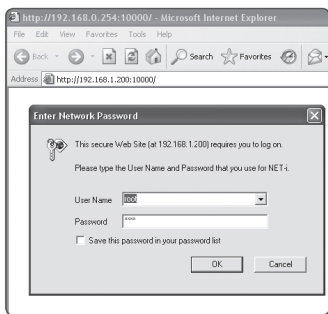 http://192.168.0.254:10000/ - Microsoft Internet Explorer
File Edit View Favorites Tools Help
Back Search Favorites
Address http://192.168.1.200:10000/
Enter Network Password
This secure Web Site (at 192.168.1.200) requires you to log on.
Please type the User Name and Password that you use for NET-i.
User Name root
Password ****
Save this password in your password list
OK Cancel